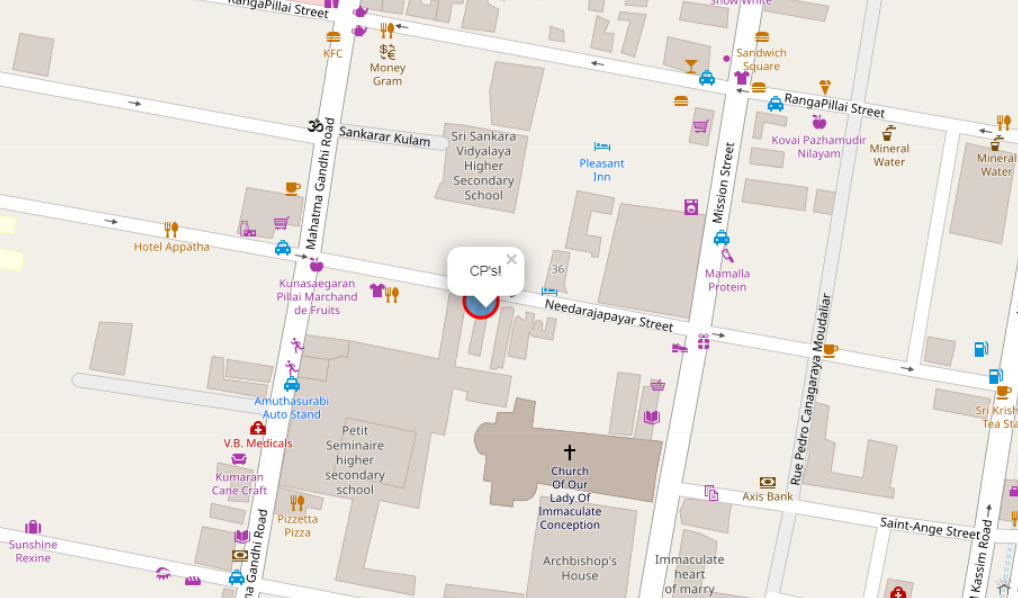 RangaPillai Street
Show White
KFC
Money
Gram
Sandwich
Square
RangaPillai Street
Kovai Pazhamudir
Nilayam
Mineral
Water
Mineral
Water
ॐ
Sankarar Kulam
Sri Sankara
Vidyalaya
Higher
Secondary
School
Pleasant
Inn
Mahatma Gandhi Road
Mission Street
Hotel Appatha
CP's!
×
36
Mamalla
Protein
Kunasaegaran
Pillai Marchand
de Fruits
Needarajapayar Street
Rue Pedro Canagaraya Moudaliar
Amuthasurabi
Auto Stand
V.B. Medicals
Petit
Seminaire
higher
secondary
school
Kumaran
Cane Craft
Church
Of Our
Lady Of
Immaculate
Conception
Sri Krish
Tea Sta
Axis Bank
Pizzetta
Pizza
Saint-Ange Street
Sunshine
Rexine
na Gandhi Road
Archbishop's
House
Immaculate
heart
of marry
Kassim Road